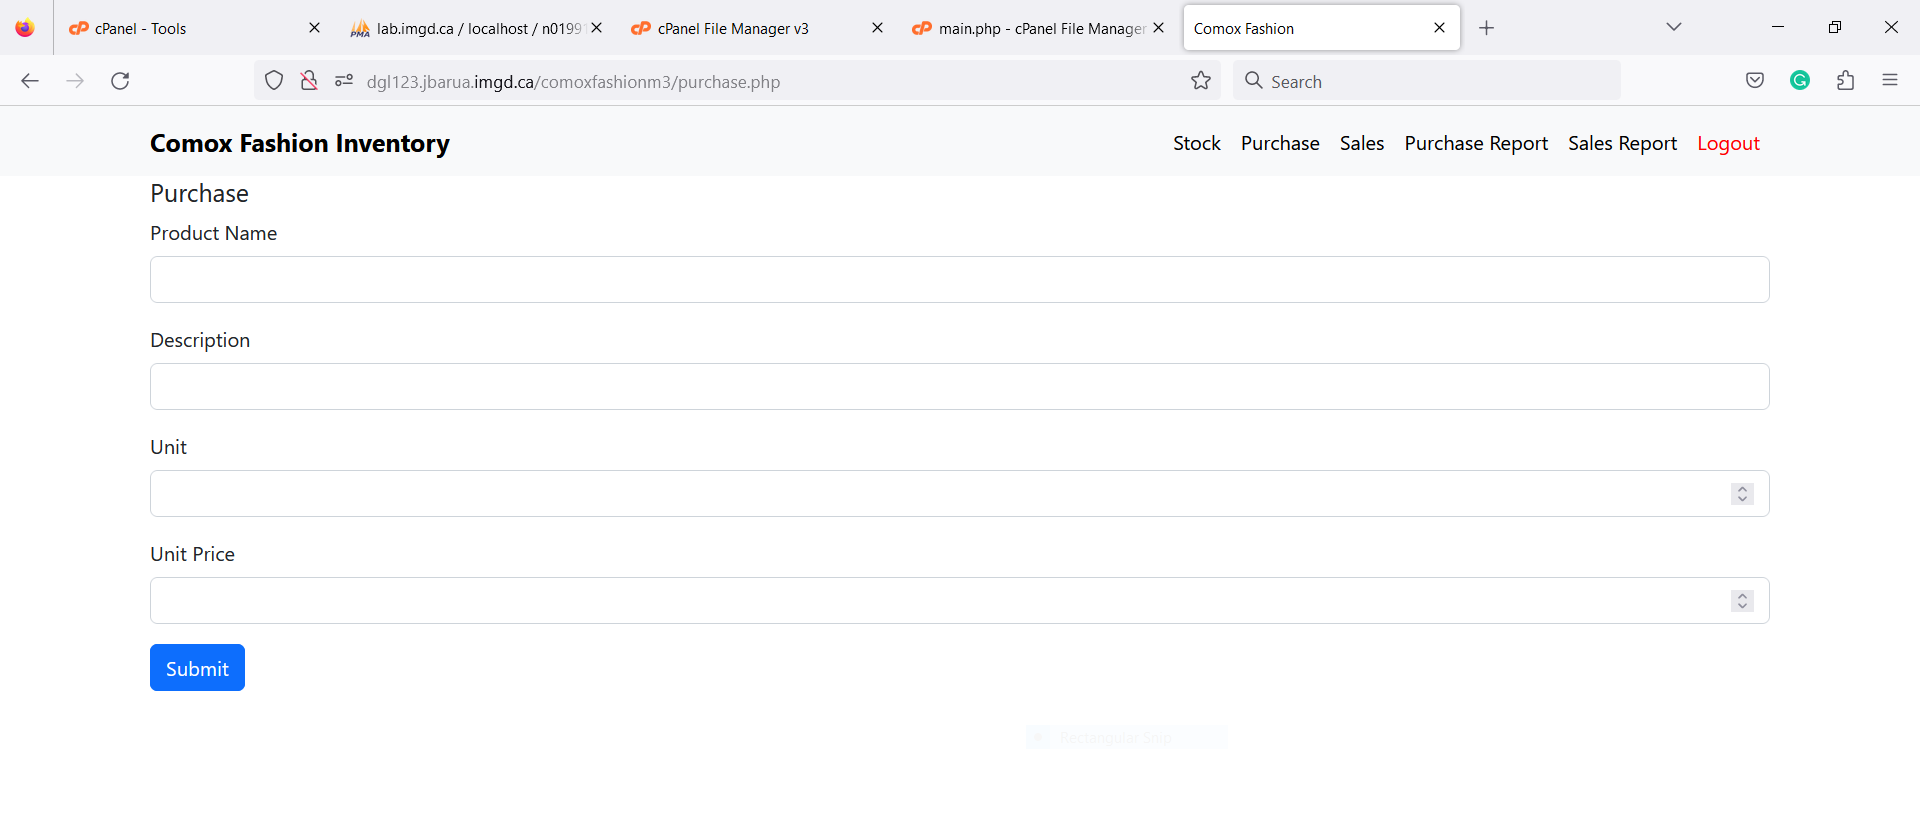 cPanel - Tools
lab.imgd.ca / localhost / n0199
cPanel File Manager v3
main.php - cPanel File Manager
Comox Fashion
dgl123.jbarua.imgd.ca/comoxfashionm3/purchase.php
Search
Comox Fashion Inventory
Stock Purchase Sales Purchase Report Sales Report Logout
Purchase
Product Name
Description
Unit
Unit Price
Submit
Rectangular Snip